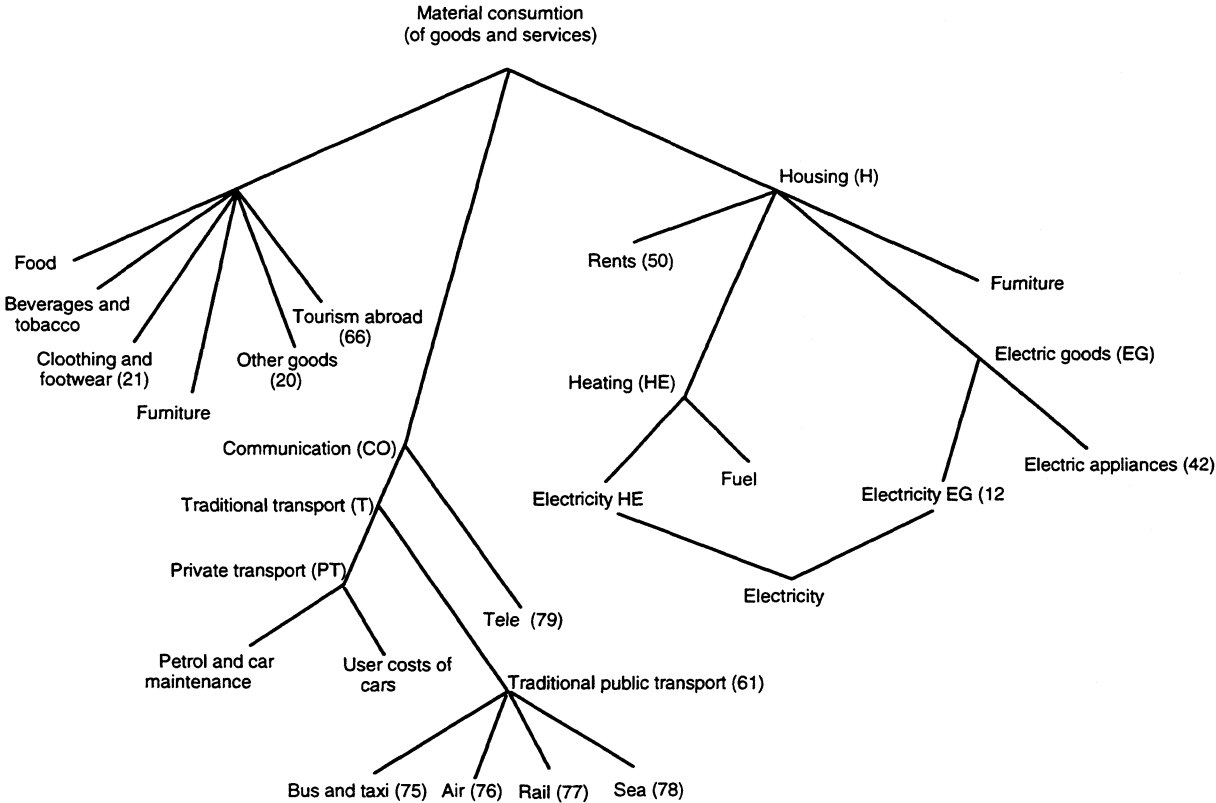 Material consumtion
(of goods and services)
Housing (H)
Food
Rents (50)
Furniture
Beverages and
tobacco
Tourism abroad
(66)
Cloothing and
footwear (21)
Other goods
(20)
Electric goods (EG)
Heating (HE)
Furniture
Communication (CO)
Electric appliances (42)
Fuel
Electricity HE
Electricity EG (12
Traditional transport (T)
Private transport (PT)
Electricity
Tele (79)
Petrol and car
maintenance
User costs of
cars
Traditional public transport (61)
Bus and taxi (75)
Air (76)
Rail (77)
Sea (78)